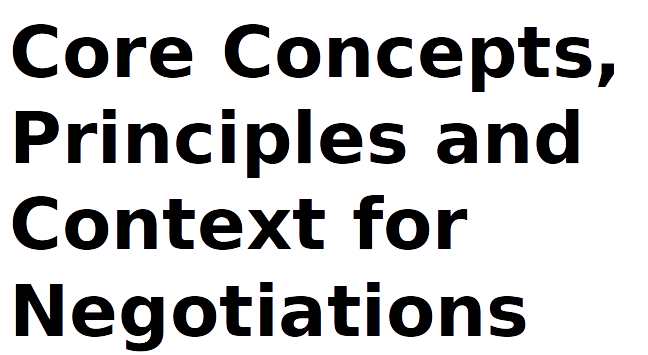 Core Concepts,
Principles and
Context for
Negotiations